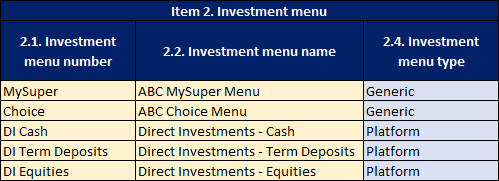 Item 2. Investment menu
2.1. Investment menu number 2.2. Investment menu name 2.4. Investment menu type
MySuper ABC MySuper Menu Generic
Choice ABC Choice Menu Generic
DI Cash Direct Investments - Cash Platform
DI Term Deposits Direct Investments - Term Deposits Platform
DI Equities Direct Investments - Equities Platform